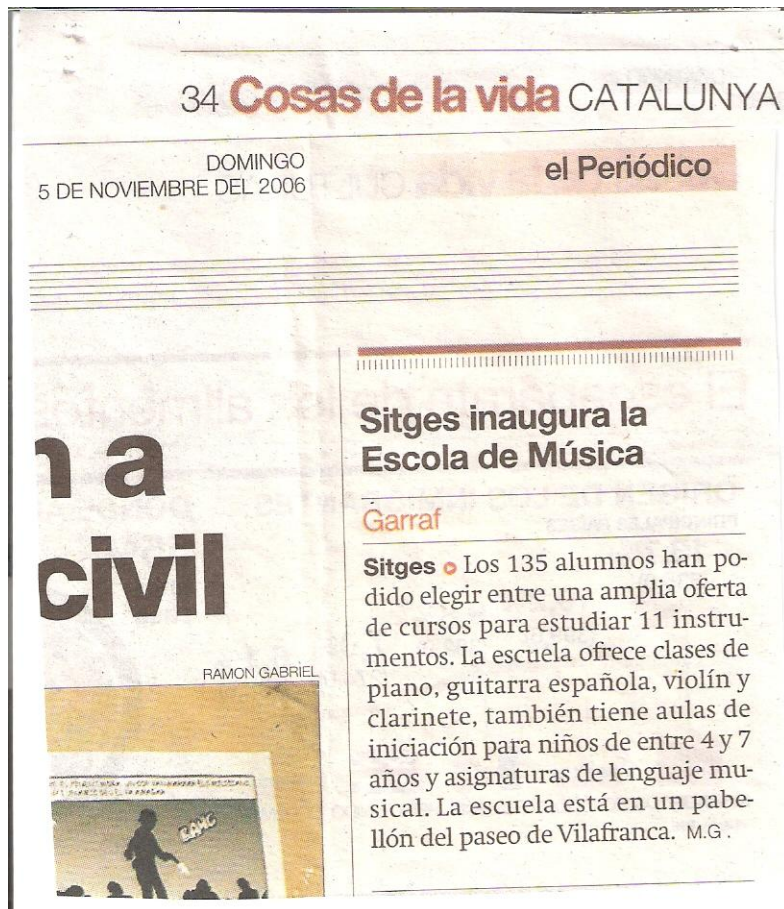 34 Cosas de la vida CATALUNYA
DOMINGO
5 DE NOVIEMBRE DEL 2006
el Periódico
a
civil
RAMON GABRIEL
BANG
Sitges inaugura la
Escola de Música
Garraf
Sitges Los 135 alumnos han po-
dido elegir entre una amplia oferta
de cursos para estudiar 11 instru-
mentos. La escuela ofrece clases de
piano, guitarra española, violín y
clarinete, también tiene aulas de
iniciación para niños de entre 4 y 7
años y asignaturas de lenguaje mu-
sical. La escuela está en un pabe-
llón del paseo de Vilafranca. M.G.